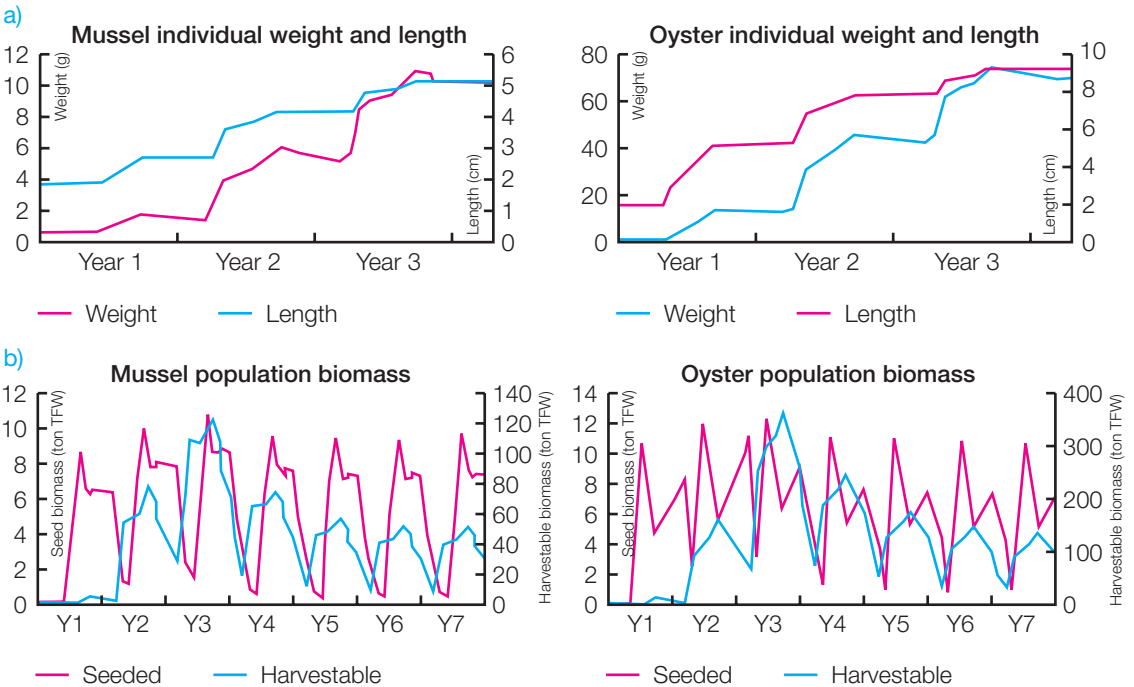 a)
Mussel individual weight and length
12
10
8
6
4
2
0
Weight (g)
6
5
4
3
2
1
0
Length (cm)
Year 1 Year 2 Year 3
Weight Length
Oyster individual weight and length
80
60
40
20
0
Weight (g)
10
8
6
4
2
0
Length (cm)
Year 1 Year 2 Year 3
Weight Length
b)
Mussel population biomass
12
10
8
6
4
2
0
Seed biomass (ton TFW)
140
120
100
80
60
40
20
0
Harvestable biomass (ton TFW)
Y1 Y2 Y3 Y4 Y5 Y6 Y7
Seeded Harvestable
Oyster population biomass
14
12
10
8
6
4
2
0
Seed biomass (ton TFW)
400
300
200
100
0
Harvestable biomass (ton TFW)
Y1 Y2 Y3 Y4 Y5 Y6 Y7
Seeded Harvestable